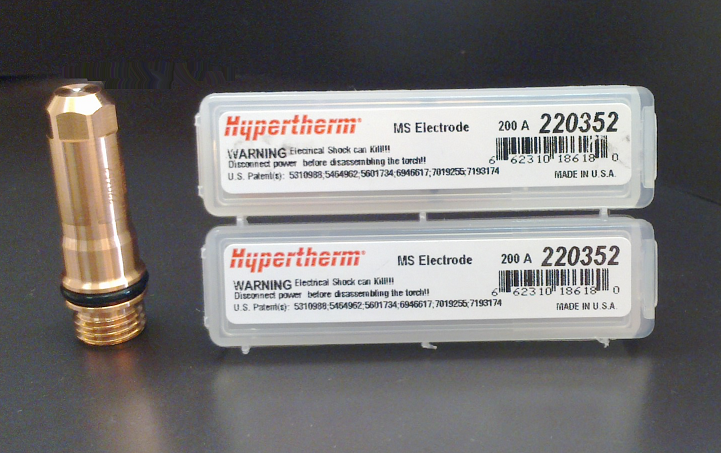 Hypertherm MS Electrode 200 A 220352
WARNING Electrical Shock can Kill!!!
Disconnect power before disassembling the torch!!
6 62310 18618 0
U.S. Patent(s): 5310988;5464962;5601734;6946617;7019255;7193174 MADE IN U.S.A.
Hypertherm MS Electrode 200 A 220352
WARNING Electrical Shock can Kill!!!
Disconnect power before disassembling the torch!!
6 62310 18618 0
U.S. Patent(s): 5310988;5464962;5601734;6946617;7019255;7193174 MADE IN U.S.A.